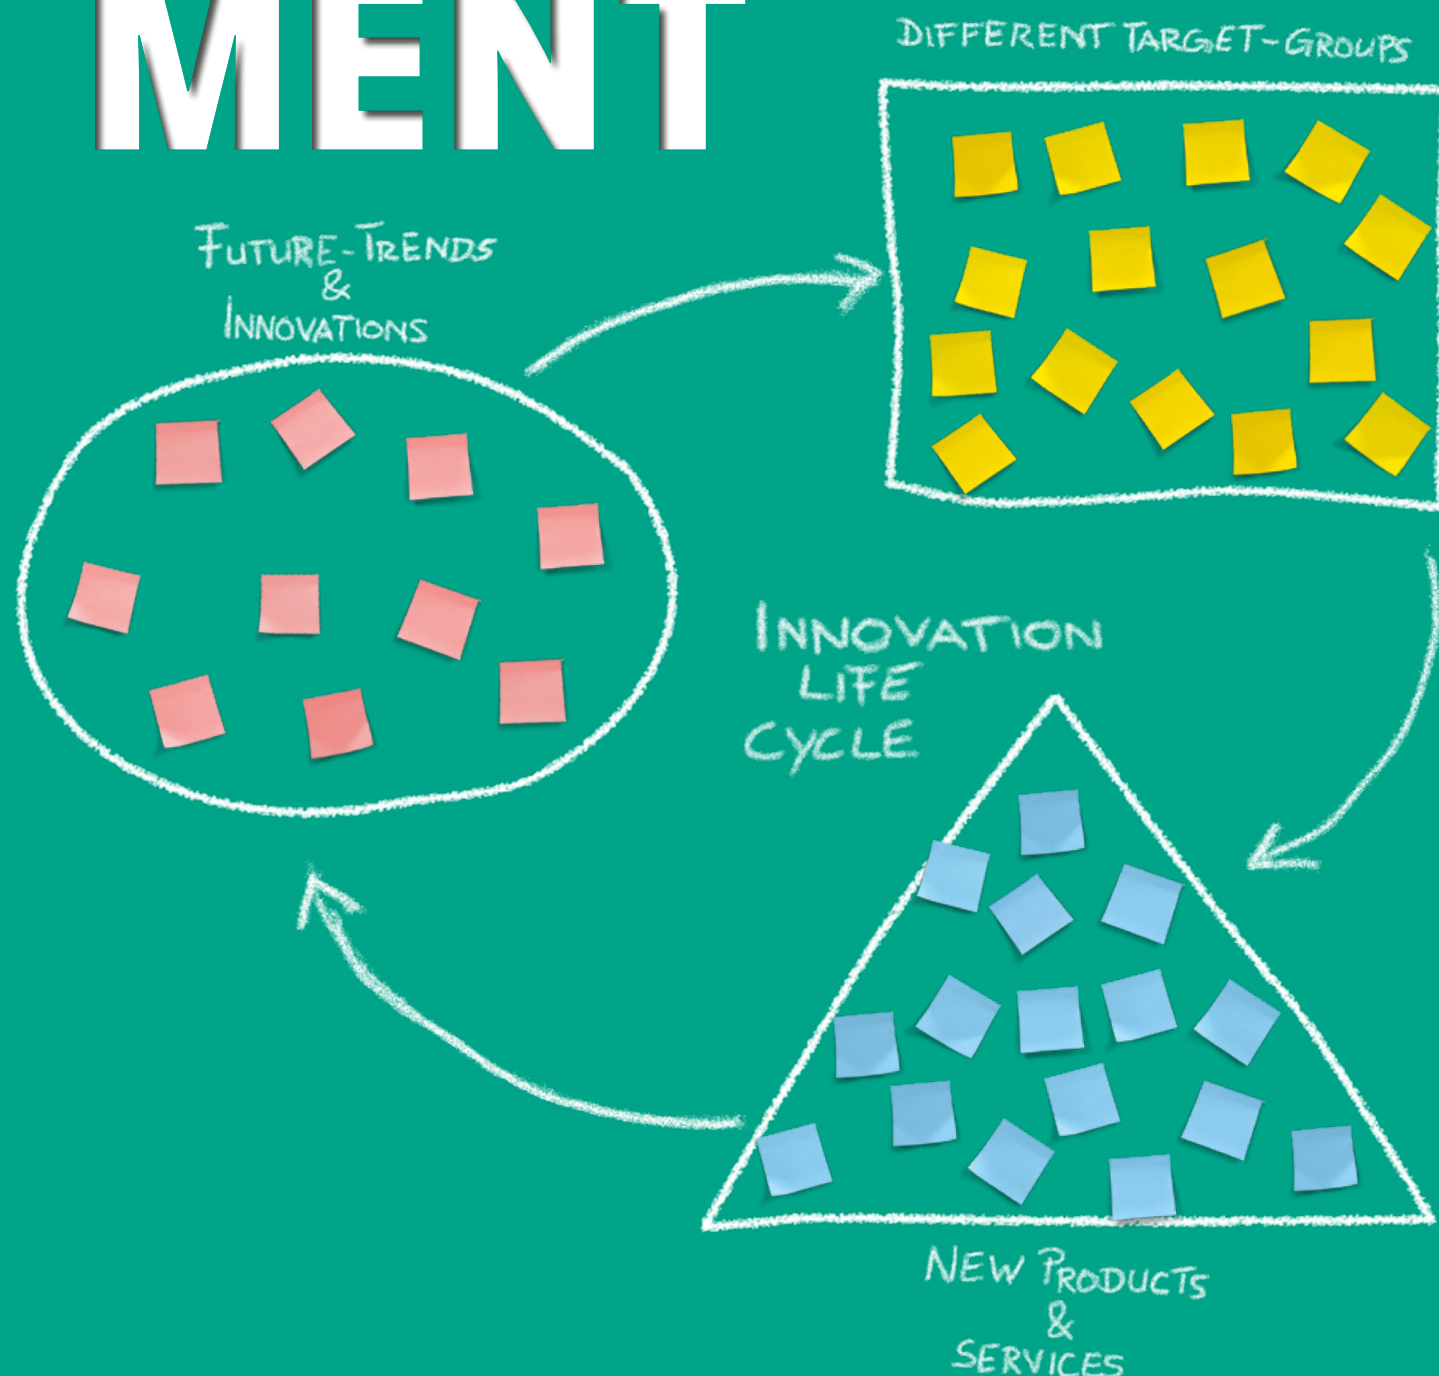 MENT
DIFFERENT TARGET-GROUPS
FUTURE-TRENDS
&
INNOVATIONS
INNOVATION
LIFE
CYCLE
NEW PRODUCTS
&
SERVICES